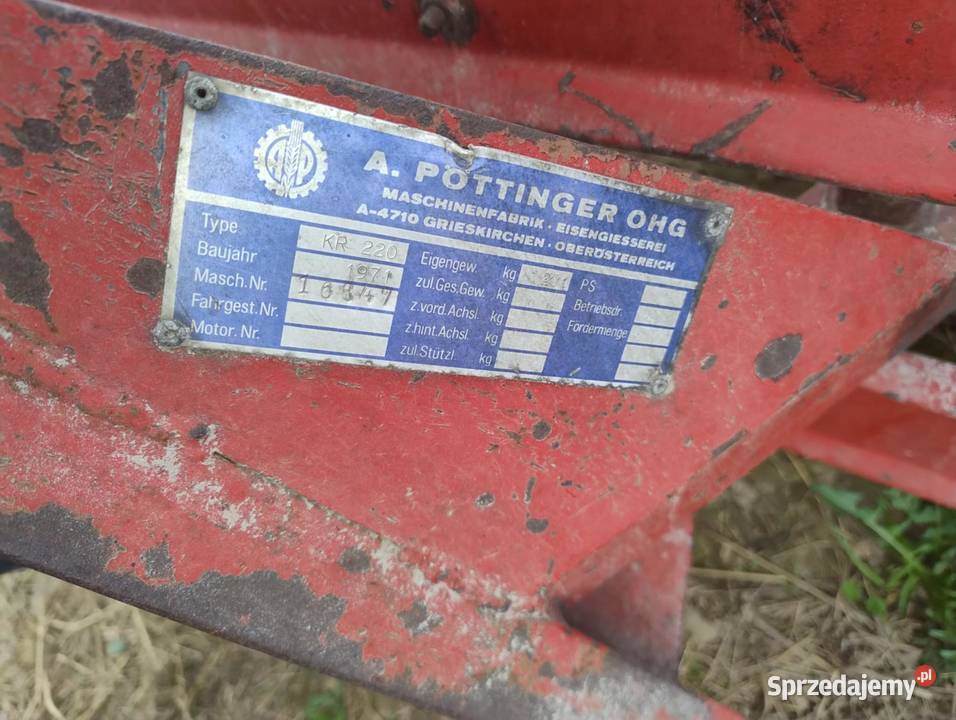 A. PÖTTINGER OHG
MASCHINENFABRIK · EISENGIESSEREI
A-4710 GRIESKIRCHEN · OBERÖSTERREICH
Type KR 220
Baujahr 1971
Masch.Nr.
Fahrgest.Nr.
Motor.Nr.
Eigengew. kg
zul.Ges.Gew. kg
z.vord.Achsl. kg
z.hint.Achsl. kg
zul.Stützl. kg
PS
Betriebsdr.
Fördermenge
Sprzedajemy.pl